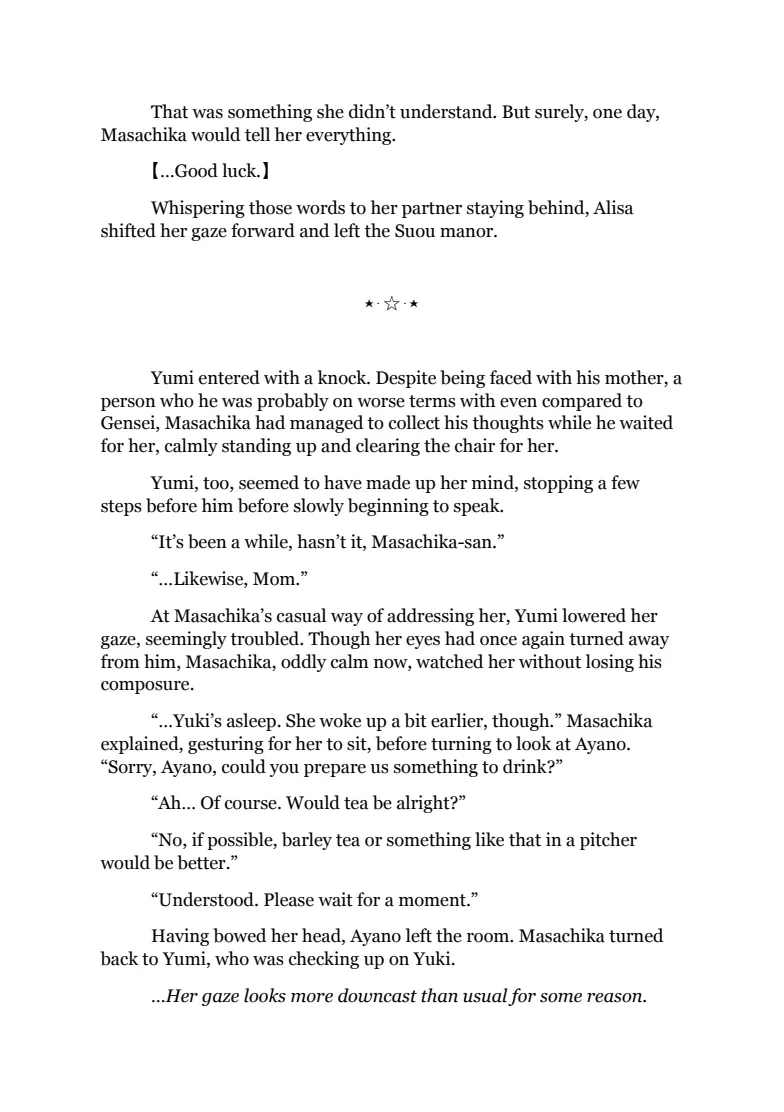 That was something she didn’t understand. But surely, one day,
Masachika would tell her everything.
【…Good luck.】
Whispering those words to her partner staying behind, Alisa
shifted her gaze forward and left the Suou manor.
⋆·☆·⋆
Yumi entered with a knock. Despite being faced with his mother, a
person who he was probably on worse terms with even compared to
Gensei, Masachika had managed to collect his thoughts while he waited
for her, calmly standing up and clearing the chair for her.
Yumi, too, seemed to have made up her mind, stopping a few
steps before him before slowly beginning to speak.
“It’s been a while, hasn’t it, Masachika-san.”
“…Likewise, Mom.”
At Masachika’s casual way of addressing her, Yumi lowered her
gaze, seemingly troubled. Though her eyes had once again turned away
from him, Masachika, oddly calm now, watched her without losing his
composure.
“…Yuki’s asleep. She woke up a bit earlier, though.” Masachika
explained, gesturing for her to sit, before turning to look at Ayano.
“Sorry, Ayano, could you prepare us something to drink?”
“Ah… Of course. Would tea be alright?”
“No, if possible, barley tea or something like that in a pitcher
would be better.”
“Understood. Please wait for a moment.”
Having bowed her head, Ayano left the room. Masachika turned
back to Yumi, who was checking up on Yuki.
…Her gaze looks more downcast than usual for some reason.